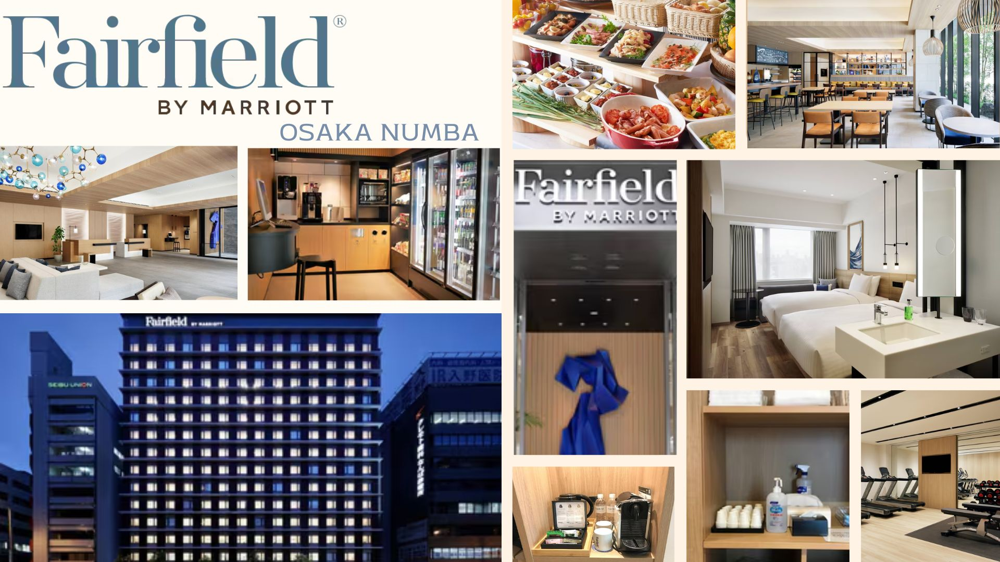 Fairfield®
BY MARRIOTT
OSAKA NUMBA
Fairfield
BY MARRIOTT
Fairfield BY MARRIOTT
SEIBU UNION